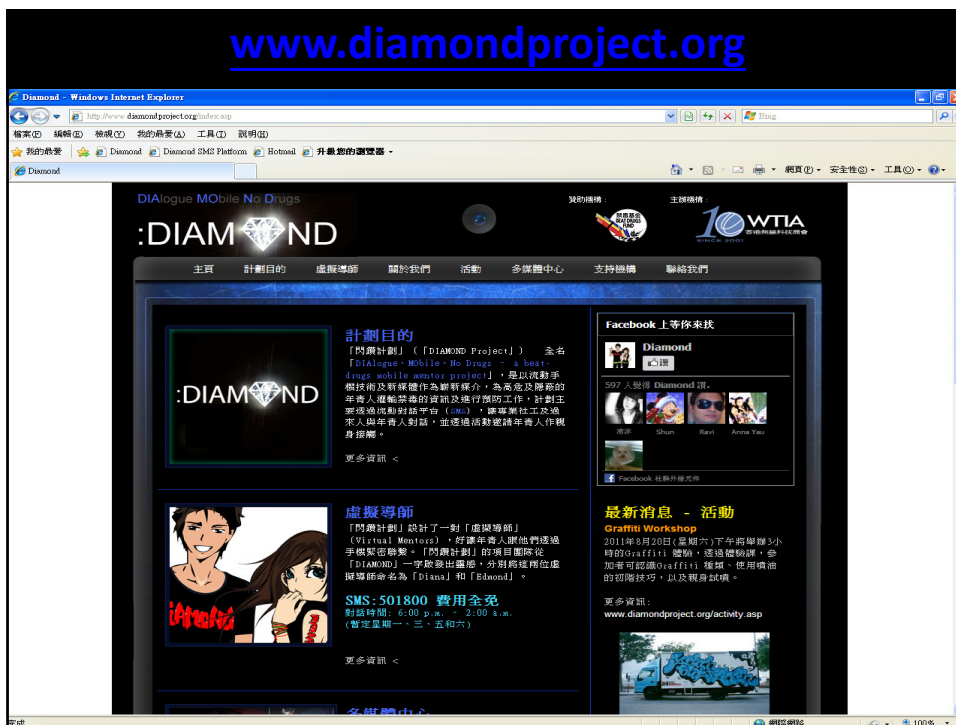 www.diamondproject.org
Diamond - Windows Internet Explorer
http://www.diamondproject.org/index.asp
Bing
檔案(F) 編輯(E) 檢視(V) 我的最愛(A) 工具(T) 說明(H)
我的最愛 Diamond Diamond SMS Platform Hotmail 升級您的瀏覽器
Diamond
網頁(P) 安全性(S) 工具(O)
DIAlogue MObile No Drugs
:DIAMOND
贊助機構 :
禁毒基金
BEAT DRUGS
FUND
主辦機構 :
10 WTIA
香港無線科技商會
SINCE 2001
主頁 計劃目的 虛擬導師 關於我們 活動 多媒體中心 支持機構 聯絡我們
:DIAMOND
計劃目的
「閃鑽計劃」(「DIAMOND Project」) 全名
「DIAlogue‧MObile‧No Drugs - a beat-
drugs mobile mentor project」,是以流動手
機技術及新媒體作為嶄新媒介,為高危及隱蔽的
年青人灌輸禁毒的資訊及進行預防工作,計劃主
要透過流動對話平台(SMS),讓專業社工及過
來人與年青人對話,並透過活動邀請年青人作親
身接觸。
更多資訊 <
虛擬導師
「閃鑽計劃」設計了一對「虛擬導師」
(Virtual Mentors),好讓年青人跟他們透過
手機緊密聯繫。「閃鑽計劃」的項目團隊從
「DIAMOND」一字啟發出靈感,分別將這兩位虛
擬導師命名為「Diana」和「Edmond」。
SMS:501800 費用全免
對話時間: 6:00 p.m. - 2:00 a.m.
(暫定星期一、三、五和六)
更多資訊 <
多媒體中心
Facebook 上等你來找
Diamond
讚
597 人覺得 Diamond 讚。
Shun Ravi Anna Yau
Facebook 社群外掛元件
最新消息 - 活動
Graffiti Workshop
2011年8月20日(星期六)下午將舉辦3小
時的Graffiti 體驗,透過體驗課,參
加者可認識Graffiti 種類、使用噴油
的初階技巧,以及親身試噴。
更多資訊:
www.diamondproject.org/activity.asp
完成
網際網路
100%